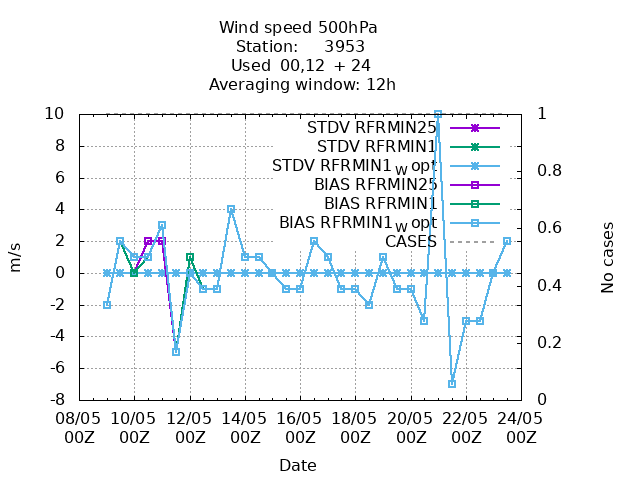 Wind speed 500hPa
Station: 3953
Used 00,12 + 24
Averaging window: 12h
10 1
STDV RFRMIN25
8
STDV RFRMIN1
STDV RFRMIN1w opt
0.8
6
BIAS RFRMIN25
BIAS RFRMIN1
4
BIAS RFRMIN1w opt
0.6
2
CASES
m/s
No cases
0
0.4
-2
-4
0.2
-6
-8 0
08/05 10/05 12/05 14/05 16/05 18/05 20/05 22/05 24/05
00Z 00Z 00Z 00Z 00Z 00Z 00Z 00Z 00Z
Date